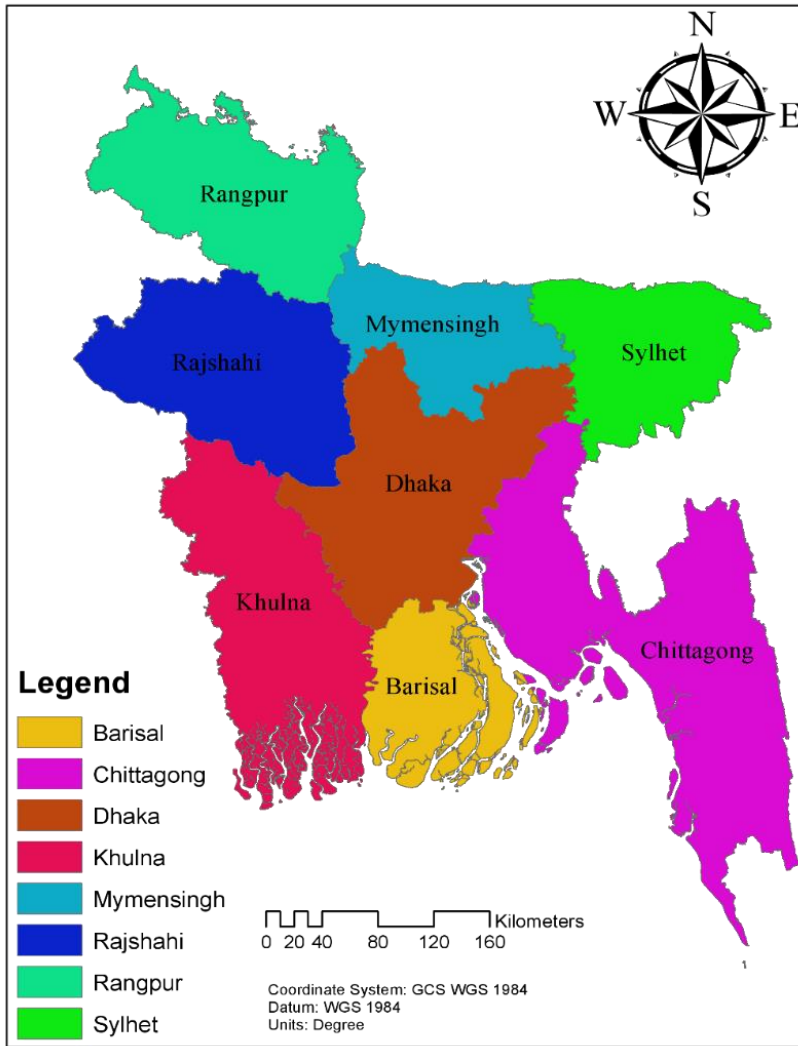 N
W E
S
Rangpur
Mymensingh
Sylhet
Rajshahi
Dhaka
Khulna
Chittagong
Barisal
Legend
Barisal
Chittagong
Dhaka
Khulna
Mymensingh
Rajshahi
Rangpur
Sylhet
Kilometers
0 20 40 80 120 160
Coordinate System: GCS WGS 1984
Datum: WGS 1984
Units: Degree